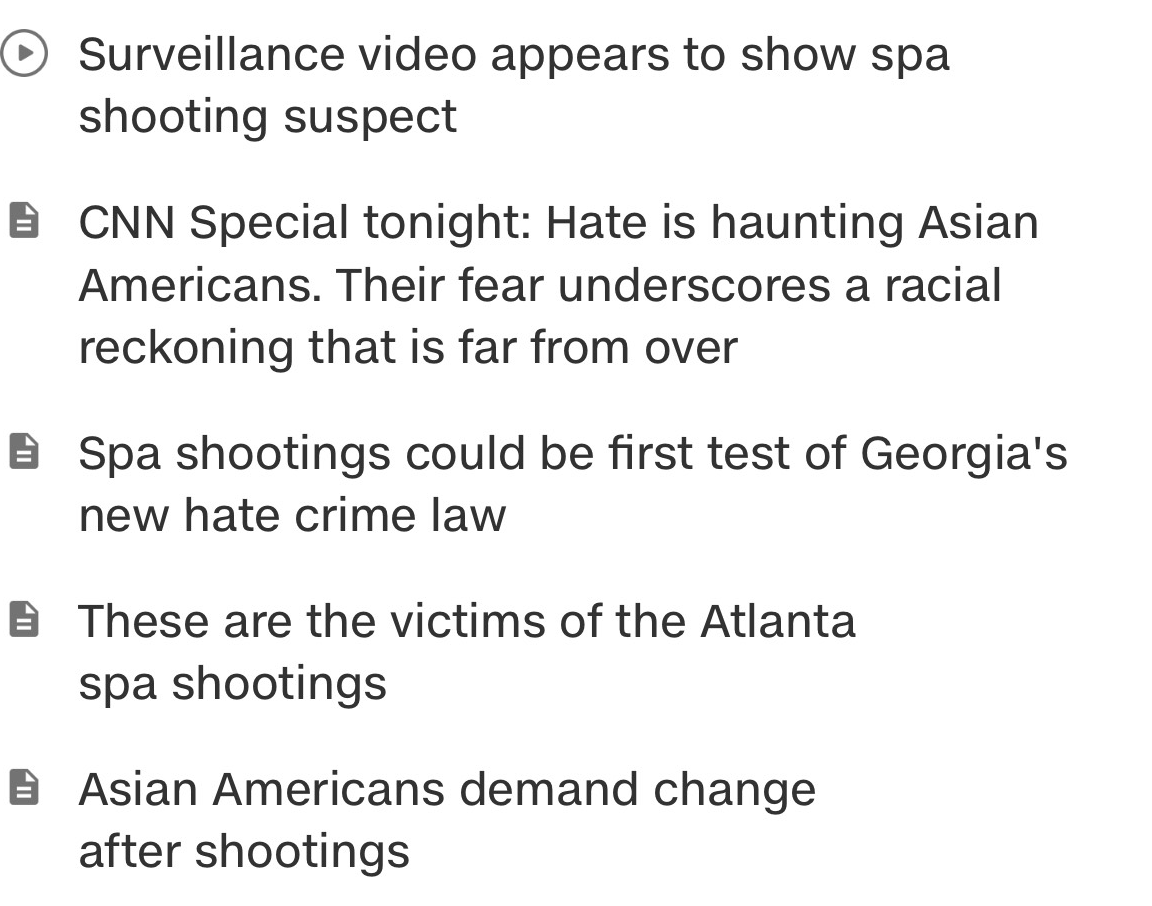 Surveillance video appears to show spa
shooting suspect
CNN Special tonight: Hate is haunting Asian
Americans. Their fear underscores a racial
reckoning that is far from over
Spa shootings could be first test of Georgia's
new hate crime law
These are the victims of the Atlanta
spa shootings
Asian Americans demand change
after shootings